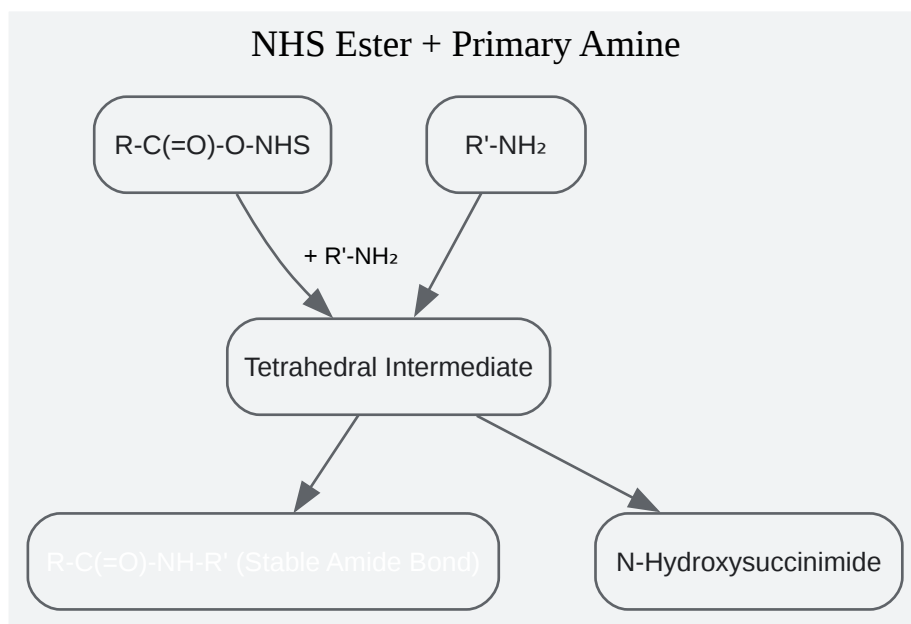 NHS Ester + Primary Amine
R-C(=O)-O-NHS
R'-NH₂
+ R'-NH₂
Tetrahedral Intermediate
R-C(=O)-NH-R' (Stable Amide Bond)
N-Hydroxysuccinimide